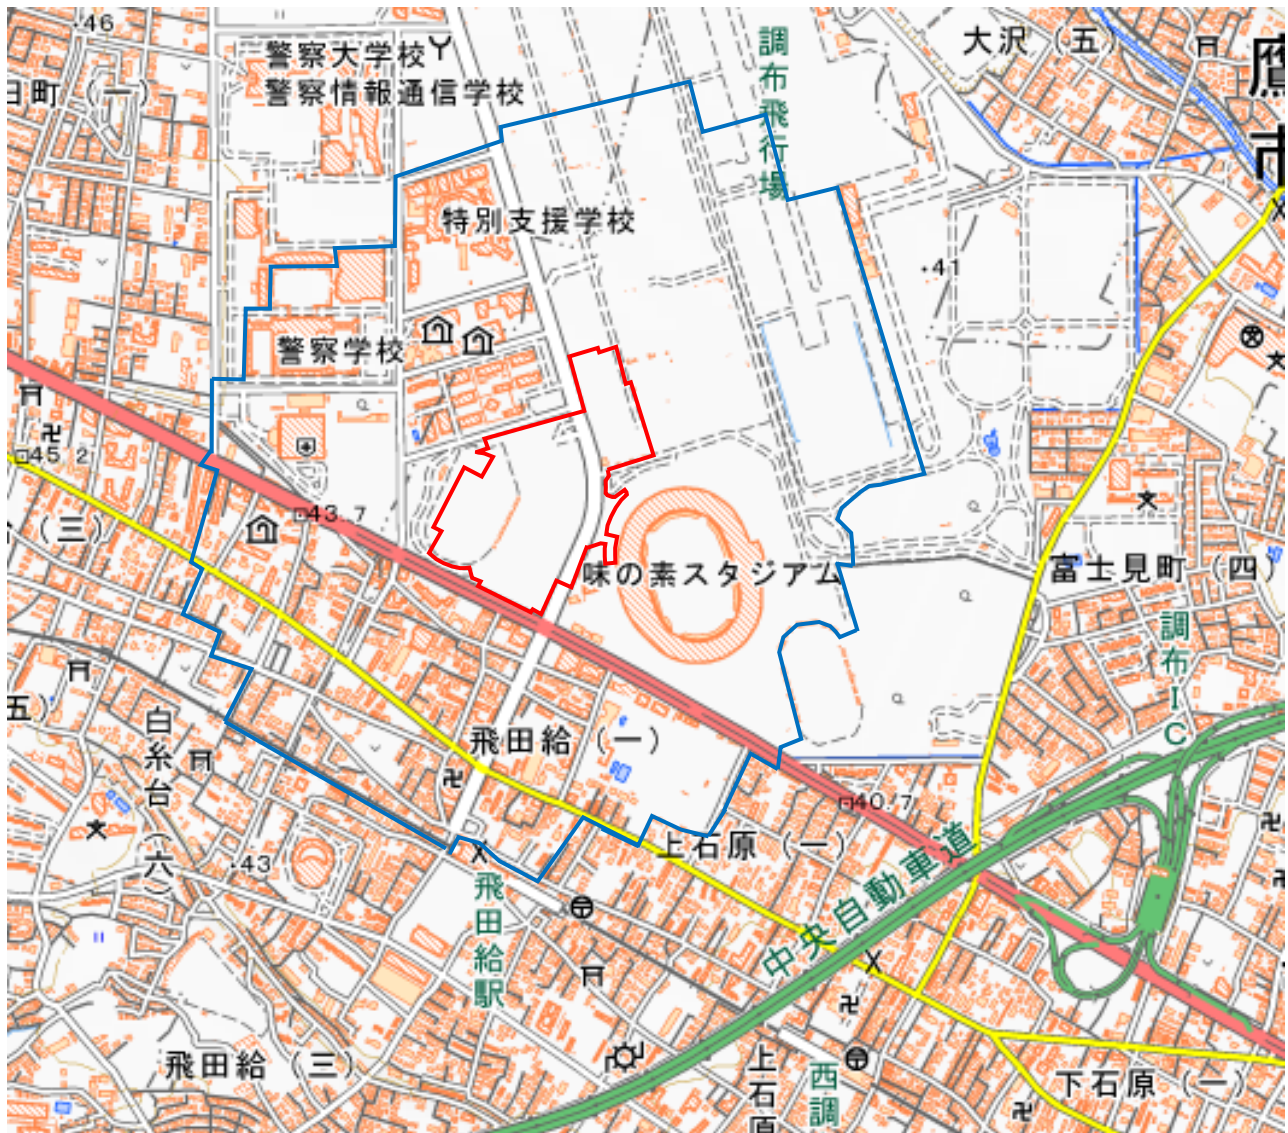 ・46
警察大学校
警察情報通信学校
調布飛行場
大沢（五）
鷹
市
日町（一）
特別支援学校
・41
警察学校
45.2
43.7
（三）
味の素スタジアム
富士見町（四）
調布IC
五）
白糸台（六）
飛田給（一）
40.7
上石原（一）
・43
飛田給駅
中央自動車道
飛田給（三）
上石原
西調
下石原（一）